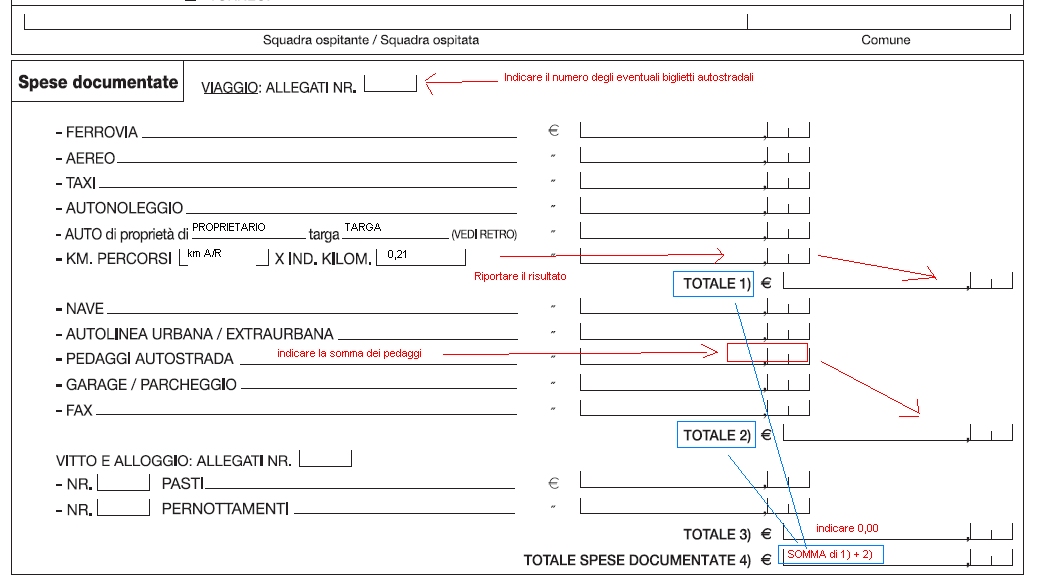 Squadra ospitante / Squadra ospitata Comune
Spese documentate VIAGGIO: ALLEGATI NR. Indicare il numero degli eventuali biglietti autostradali
- FERROVIA €
- AEREO "
- TAXI "
- AUTONOLEGGIO "
- AUTO di proprietà di PROPRIETARIO targa TARGA (VEDI RETRO) "
- KM. PERCORSI km A/R X IND. KILOM. 0,21 "
Riportare il risultato
TOTALE 1) €
- NAVE "
- AUTOLINEA URBANA / EXTRAURBANA "
- PEDAGGI AUTOSTRADA indicare la somma dei pedaggi "
- GARAGE / PARCHEGGIO "
- FAX "
TOTALE 2) €
VITTO E ALLOGGIO: ALLEGATI NR.
- NR. PASTI €
- NR. PERNOTTAMENTI "
TOTALE 3) € indicare 0,00
TOTALE SPESE DOCUMENTATE 4) € SOMMA di 1) + 2)